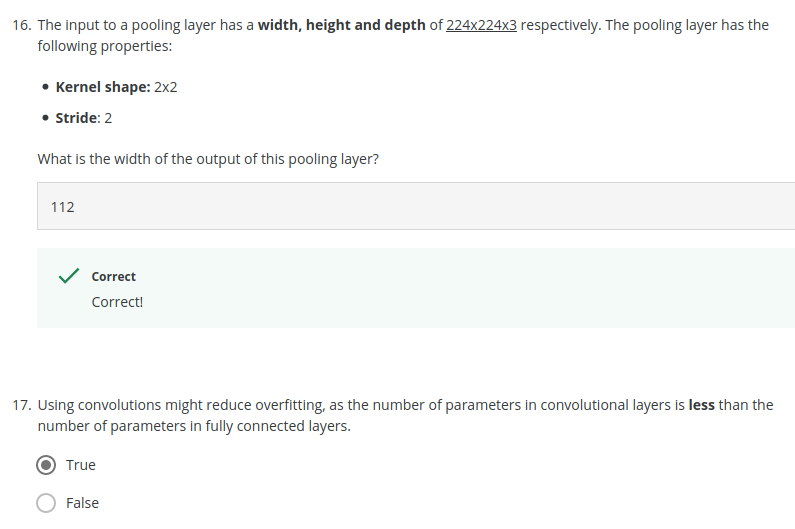 16. The input to a pooling layer has a width, height and depth of 224x224x3 respectively. The pooling layer has the
following properties:
• Kernel shape: 2x2
• Stride: 2
What is the width of the output of this pooling layer?
112
Correct
Correct!
17. Using convolutions might reduce overfitting, as the number of parameters in convolutional layers is less than the
number of parameters in fully connected layers.
True
False